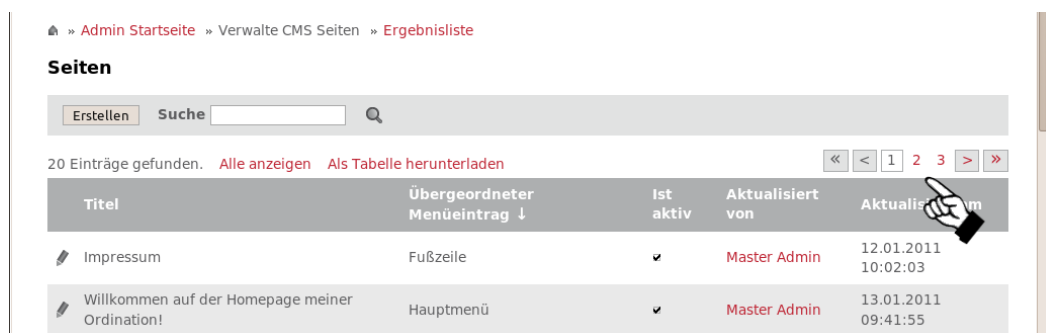 » Admin Startseite » Verwalte CMS Seiten » Ergebnisliste
Seiten
Erstellen Suche
20 Einträge gefunden. Alle anzeigen Als Tabelle herunterladen « < 1 2 3 > »
Titel Übergeordneter Menüeintrag ↓ Ist aktiv Aktualisiert von
Impressum Fußzeile Master Admin 12.01.2011 10:02:03
Willkommen auf der Homepage meiner Ordination! Hauptmenü Master Admin 13.01.2011 09:41:55